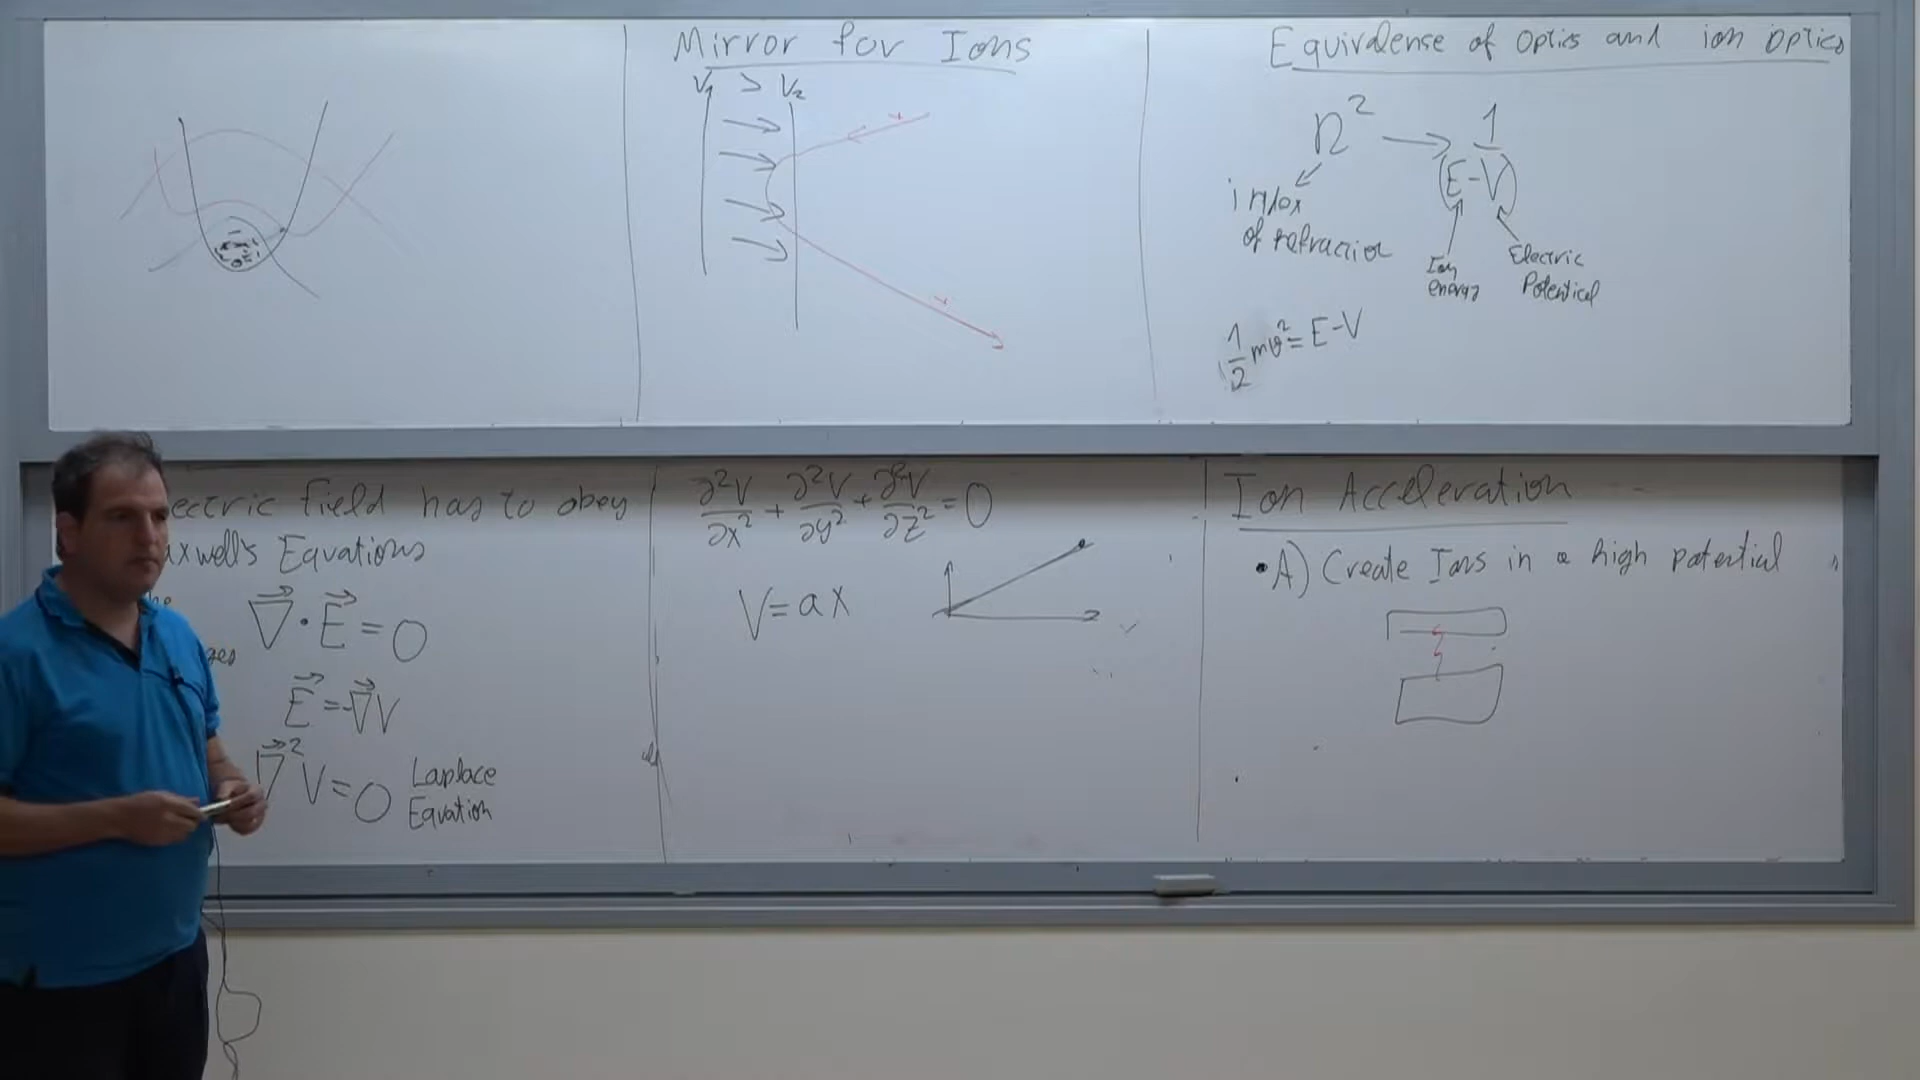 Mirror for Ions
V₁ > V₂
Equivalense of optics and ion optics
n² → 1/(E-V)
index
of refraction
Ion
energy
Electric
Potential
1/2 mv² = E-V
ectric field has to obey
axwell's Equations
he
ges
∇⃗·E⃗ = 0
E⃗ = -∇⃗V
∇⃗²V = 0 Laplace
Equation
∂²V/∂x² + ∂²V/∂y² + ∂²V/∂z² = 0
V = ax
Ion Acceleration
• A) Create Ions in a high potential